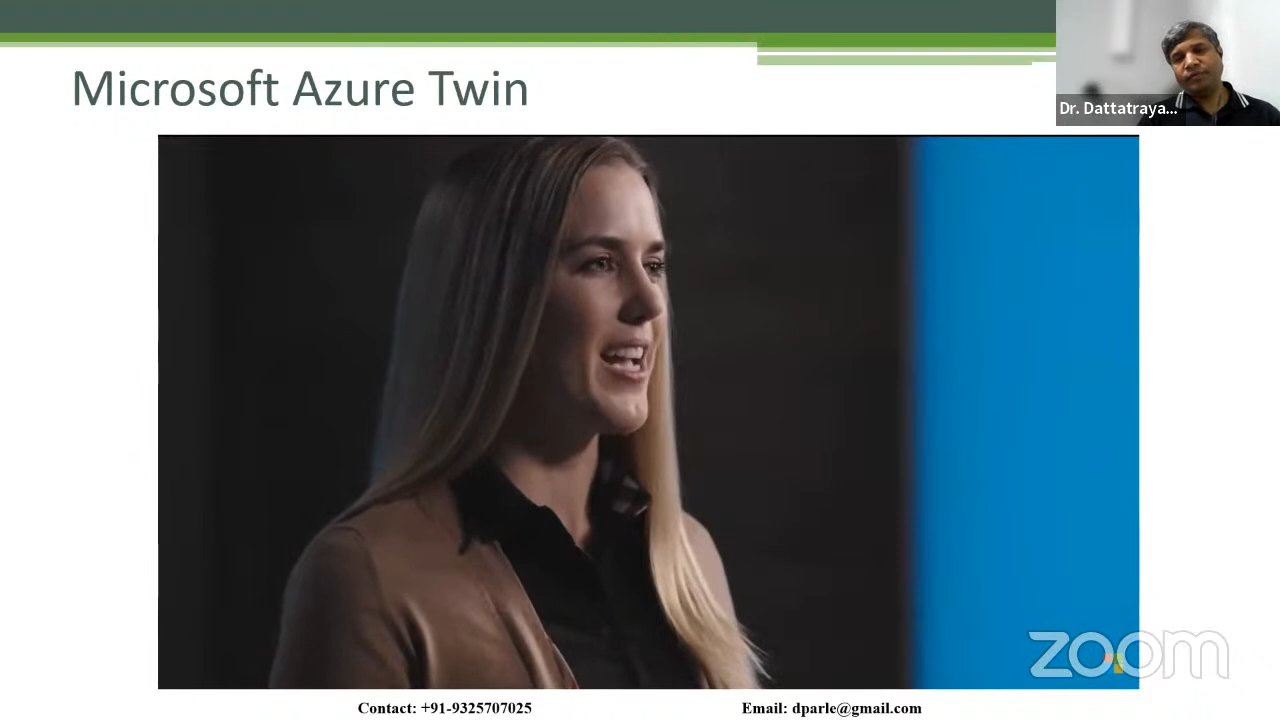 Microsoft Azure Twin
Dr. Dattatraya...
zoom
Contact: +91-9325707025
Email: dparle@gmail.com